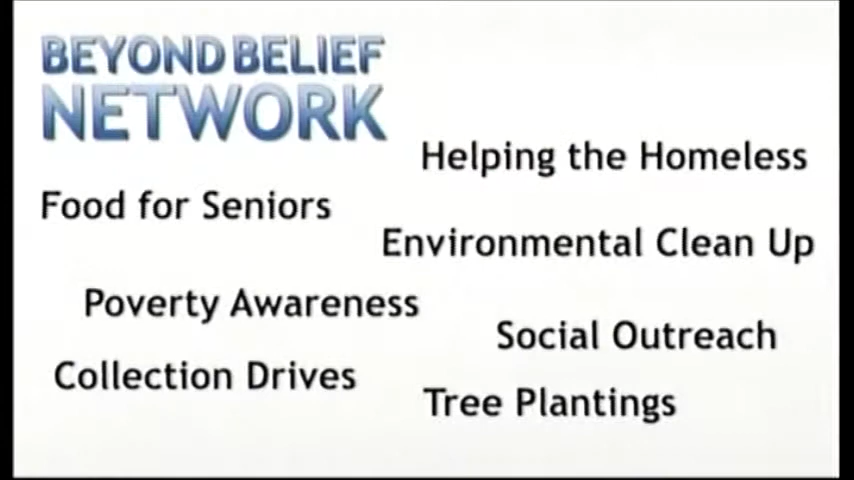 BEYOND BELIEF
NETWORK
Helping the Homeless
Food for Seniors
Environmental Clean Up
Poverty Awareness
Social Outreach
Collection Drives
Tree Plantings